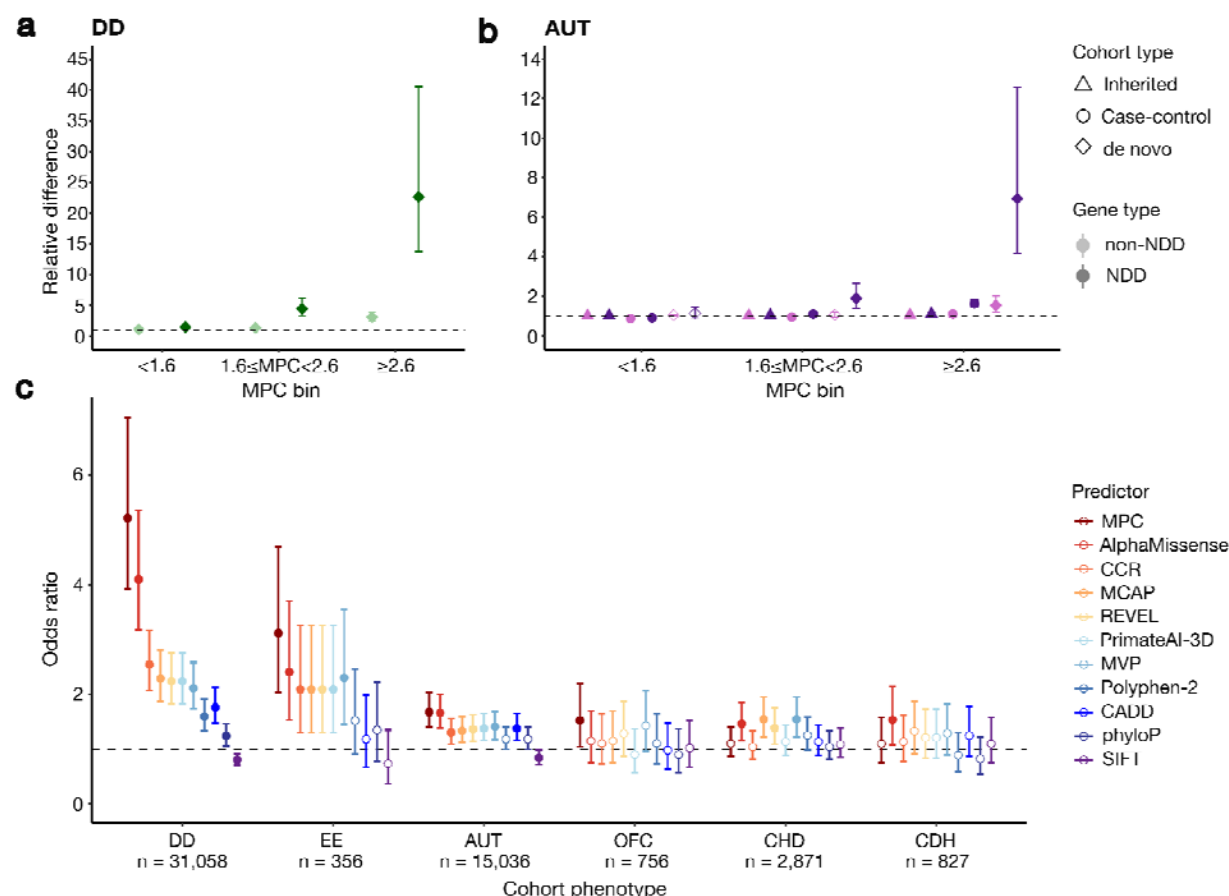 a DD
45
40
35
30
25
20
15
10
5
0
Relative difference
<1.6 1.6≤MPC<2.6 ≥2.6
MPC bin
b AUT
14
12
10
8
6
4
2
0
<1.6 1.6≤MPC<2.6 ≥2.6
MPC bin
Cohort type
Inherited
Case-control
de novo
Gene type
non-NDD
NDD
c
6
4
2
0
Odds ratio
DD EE AUT OFC CHD CDH
n = 31,058 n = 356 n = 15,036 n = 756 n = 2,871 n = 827
Cohort phenotype
Predictor
MPC
AlphaMissense
CCR
MCAP
REVEL
PrimateAI-3D
MVP
Polyphen-2
CADD
phyloP
SIFT